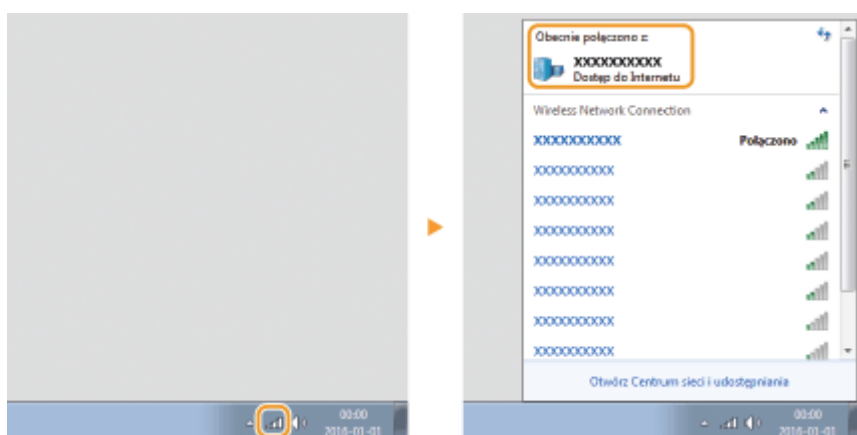 00:00
2016-01-01
Obecnie połączono z:
XXXXXXXXXX
Dostęp do Internetu
Wireless Network Connection
XXXXXXXXXX Połączono
XXXXXXXXXX
XXXXXXXXXX
XXXXXXXXXX
XXXXXXXXXX
XXXXXXXXXX
XXXXXXXXXX
XXXXXXXXXX
Otwórz Centrum sieci i udostępniania
00:00
2016-01-01